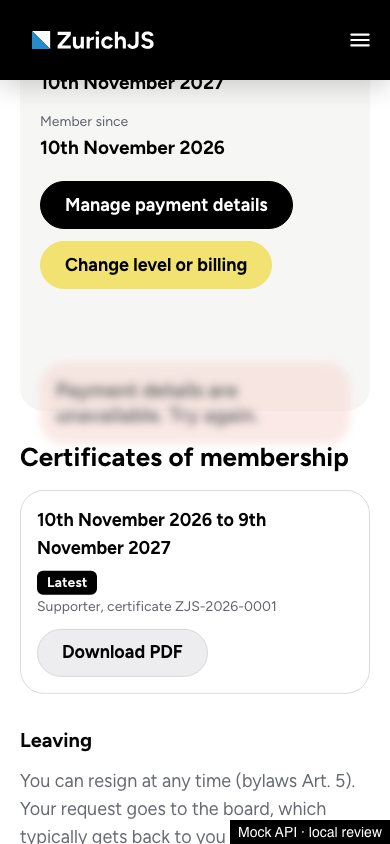 ZurichJS
10th November 2027
Member since
10th November 2026
Manage payment details
Change level or billing
Payment details are
unavailable. Try again.
Certificates of membership
10th November 2026 to 9th
November 2027
Latest
Supporter, certificate ZJS-2026-0001
Download PDF
Leaving
You can resign at any time (bylaws Art. 5).
Your request goes to the board, which
typically gets back to you
Mock API · local review